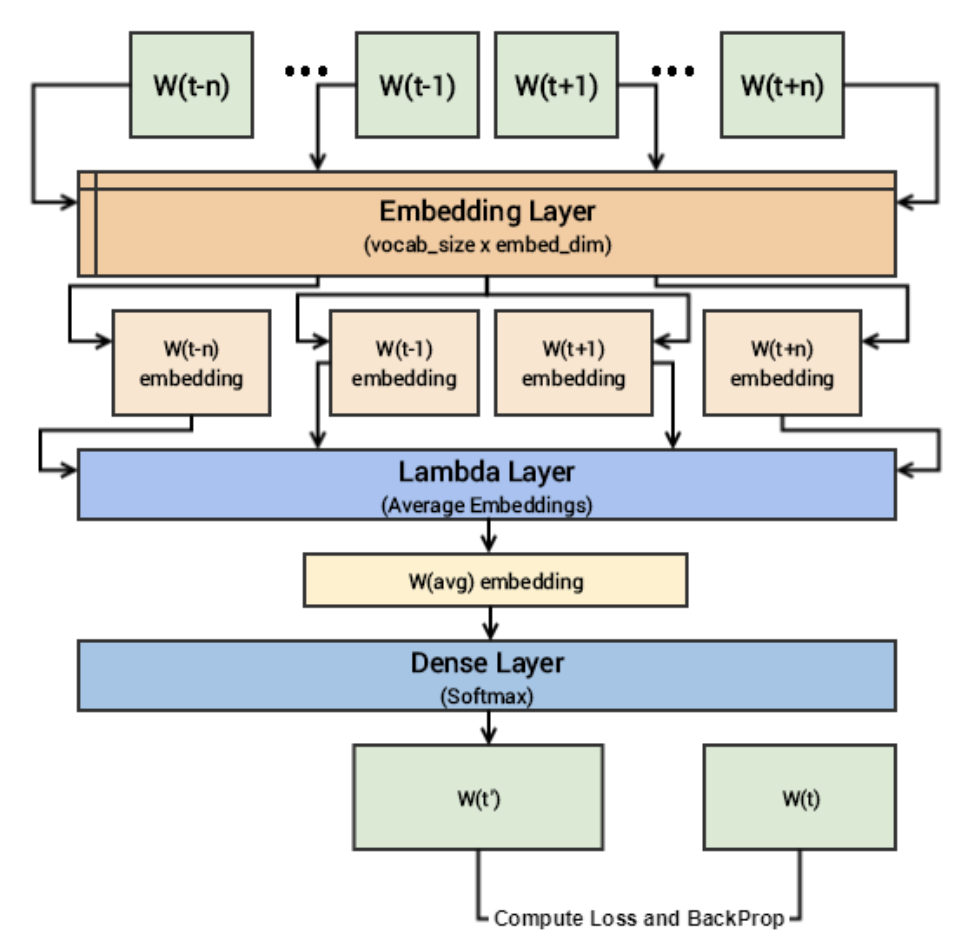 W(t-n)
•••
W(t-1)
W(t+1)
•••
W(t+n)
Embedding Layer
(vocab_size x embed_dim)
W(t-n)
embedding
W(t-1)
embedding
W(t+1)
embedding
W(t+n)
embedding
Lambda Layer
(Average Embeddings)
W(avg) embedding
Dense Layer
(Softmax)
W(t')
W(t)
Compute Loss and BackProp